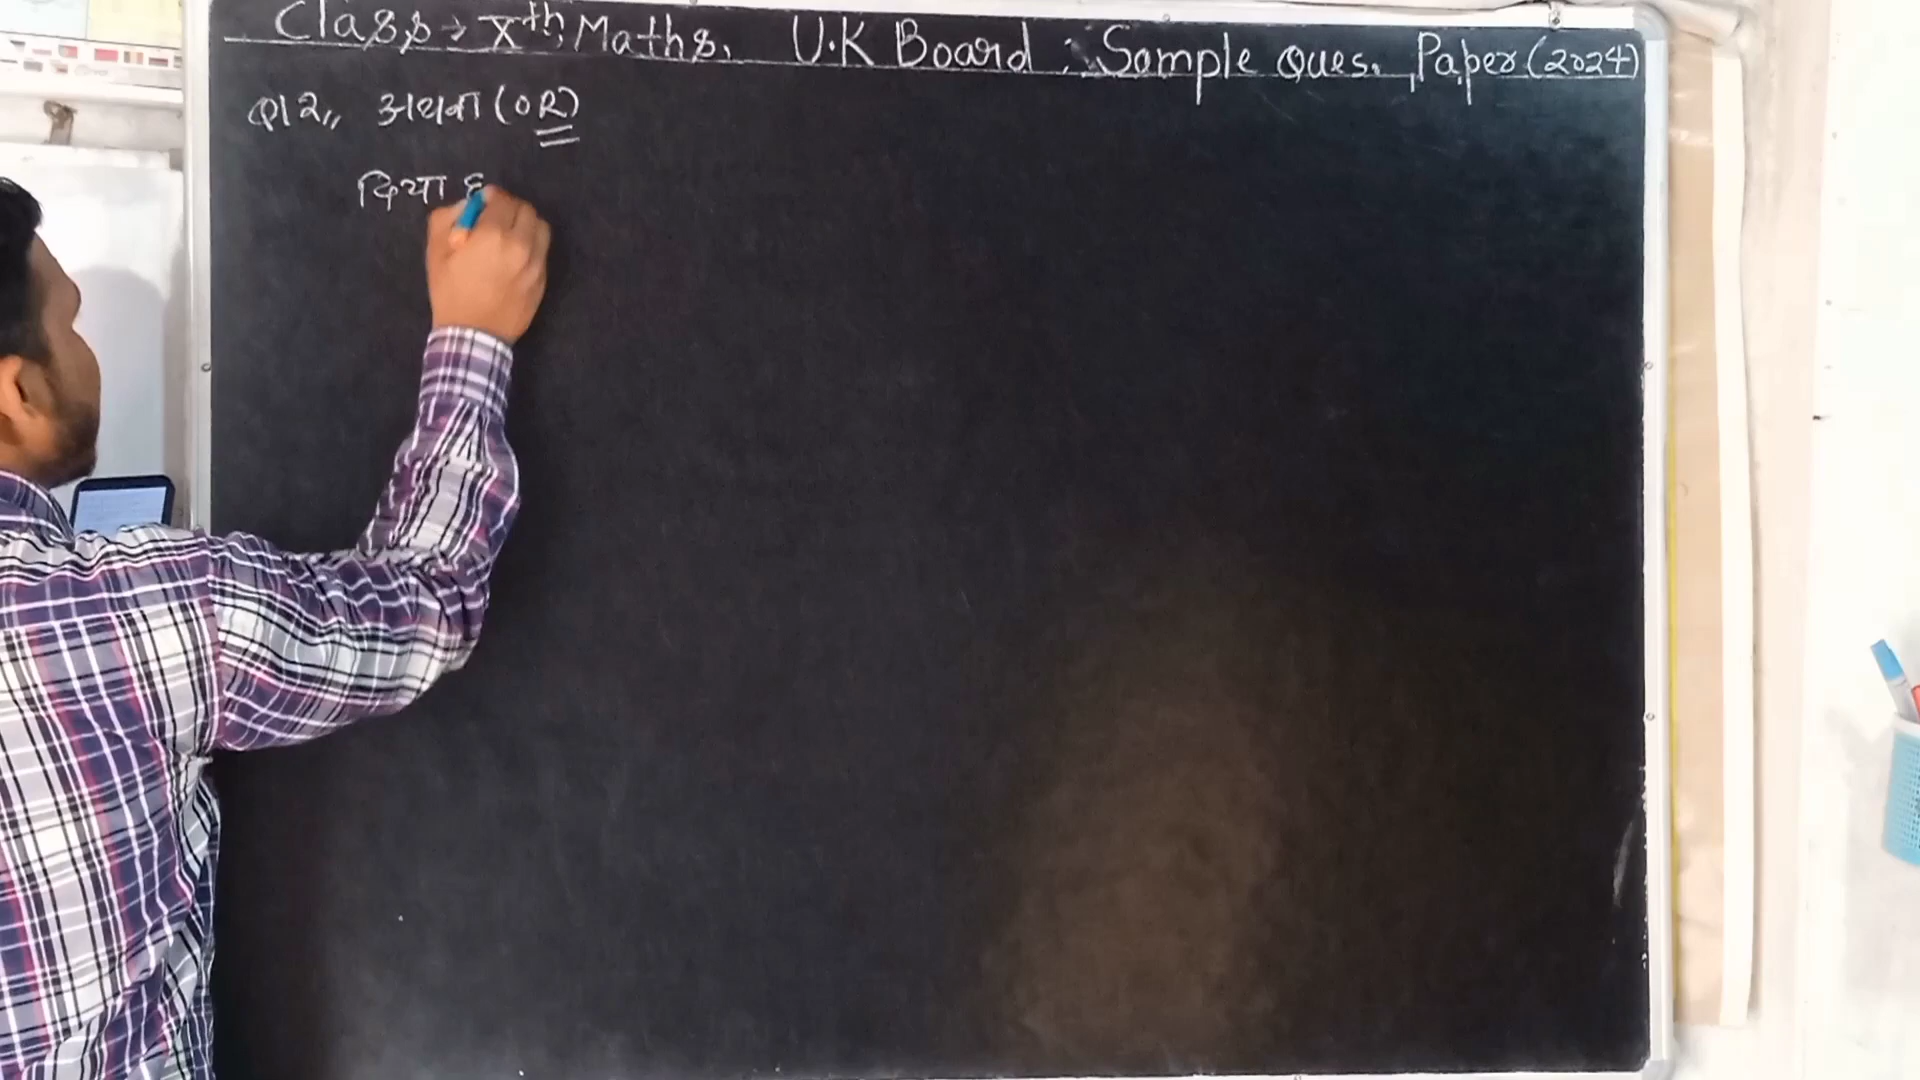 Class → Xth, Maths, U.K Board ; Sample Ques. Paper (2024)
Q12,, अथवा (OR)
दिया